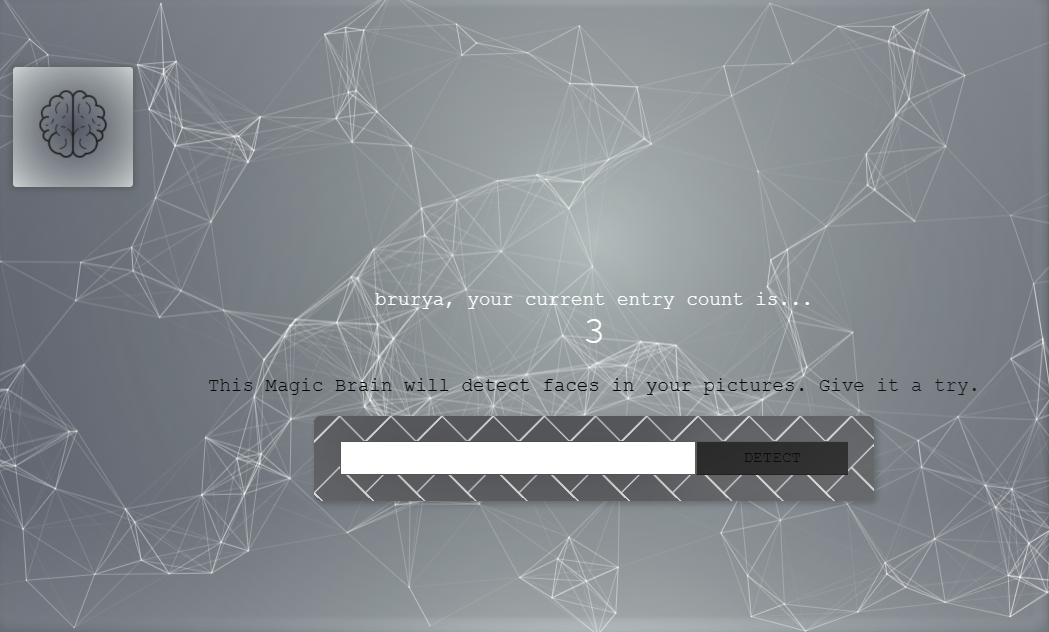 brurya, your current entry count is...
3
This Magic Brain will detect faces in your pictures. Give it a try.
DETECT